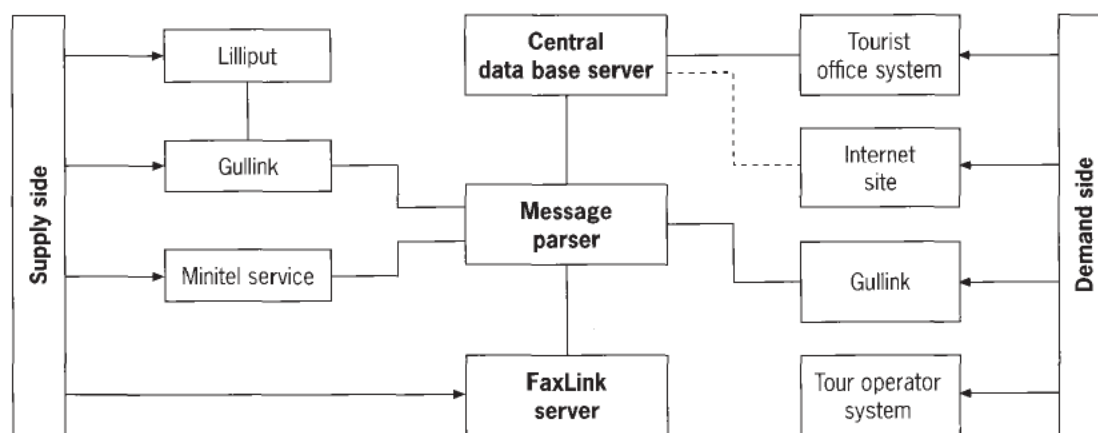 Supply side
Lilliput
Gullink
Minitel service
Central
data base server
Message
parser
FaxLink
server
Tourist
office system
Internet
site
Gullink
Tour operator
system
Demand side